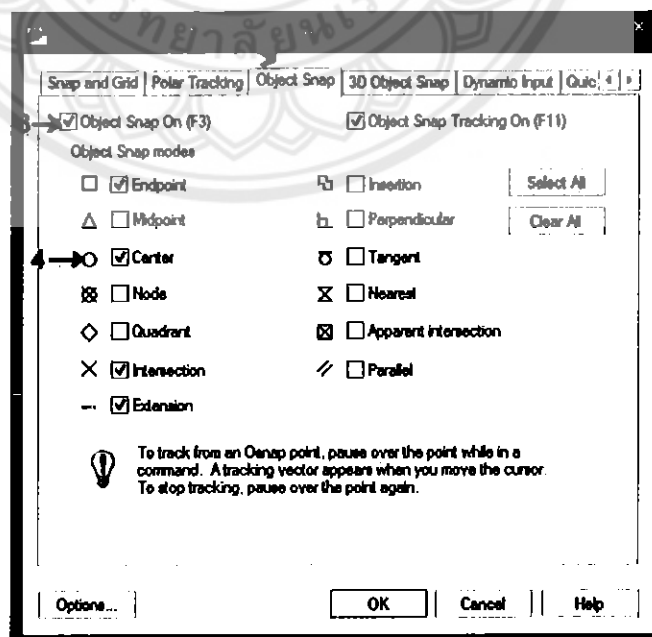 Snap and Grid Polar Tracking Object Snap 3D Object Snap Dynamic Input Quic
Object Snap On (F3) Object Snap Tracking On (F11)
Object Snap modes
Endpoint Insertion Select All
Midpoint Perpendicular Clear All
4 Center Tangent
Node Nearest
Quadrant Apparent intersection
Intersection Parallel
Extension
To track from an Osnap point, pause over the point while in a
command. A tracking vector appears when you move the cursor.
To stop tracking, pause over the point again.
Options... OK Cancel Help